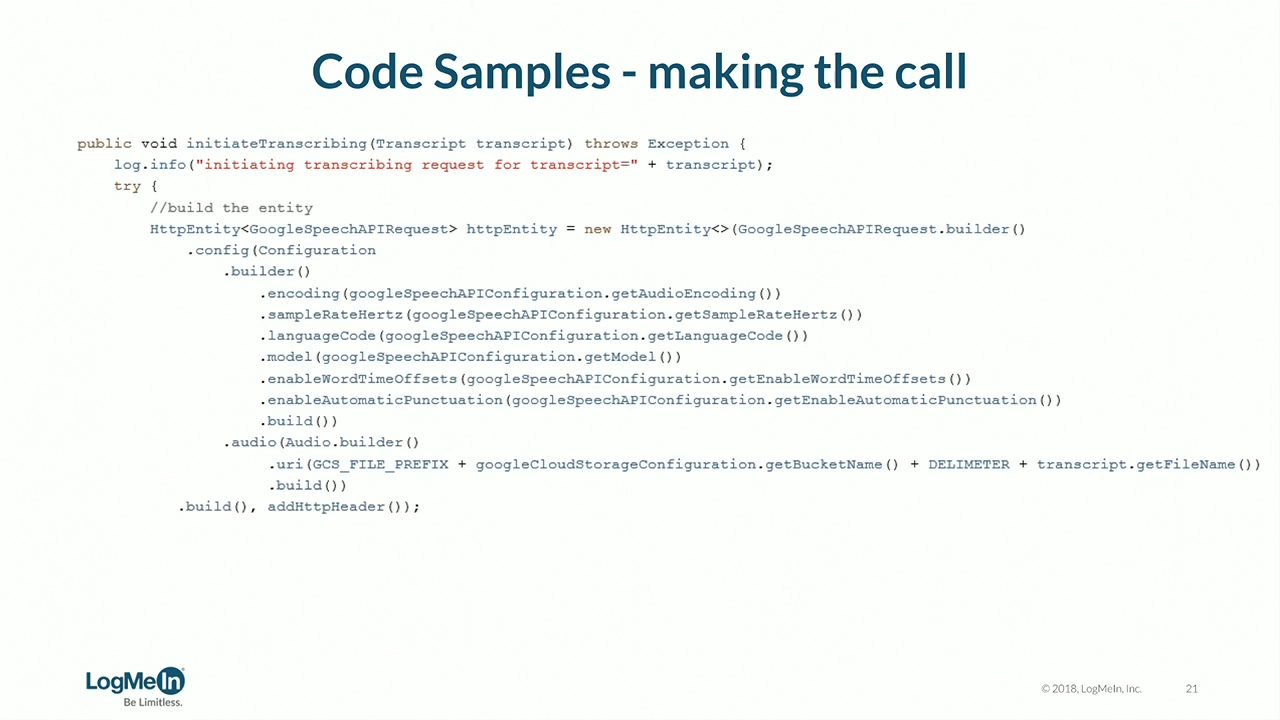 Code Samples - making the call
public void initiateTranscribing(Transcript transcript) throws Exception {
    log.info("initiating transcribing request for transcript=" + transcript);
    try {
        //build the entity
        HttpEntity<GoogleSpeechAPIRequest> httpEntity = new HttpEntity<>(GoogleSpeechAPIRequest.builder()
            .config(Configuration
                .builder()
                    .encoding(googleSpeechAPIConfiguration.getAudioEncoding())
                    .sampleRateHertz(googleSpeechAPIConfiguration.getSampleRateHertz())
                    .languageCode(googleSpeechAPIConfiguration.getLanguageCode())
                    .model(googleSpeechAPIConfiguration.getModel())
                    .enableWordTimeOffsets(googleSpeechAPIConfiguration.getEnableWordTimeOffsets())
                    .enableAutomaticPunctuation(googleSpeechAPIConfiguration.getEnableAutomaticPunctuation())
                    .build())
                .audio(Audio.builder()
                     .uri(GCS_FILE_PREFIX + googleCloudStorageConfiguration.getBucketName() + DELIMETER + transcript.getFileName())
                     .build())
           .build(), addHttpHeader());
LogMeIn
Be Limitless.
© 2018, LogMeIn, Inc.
21